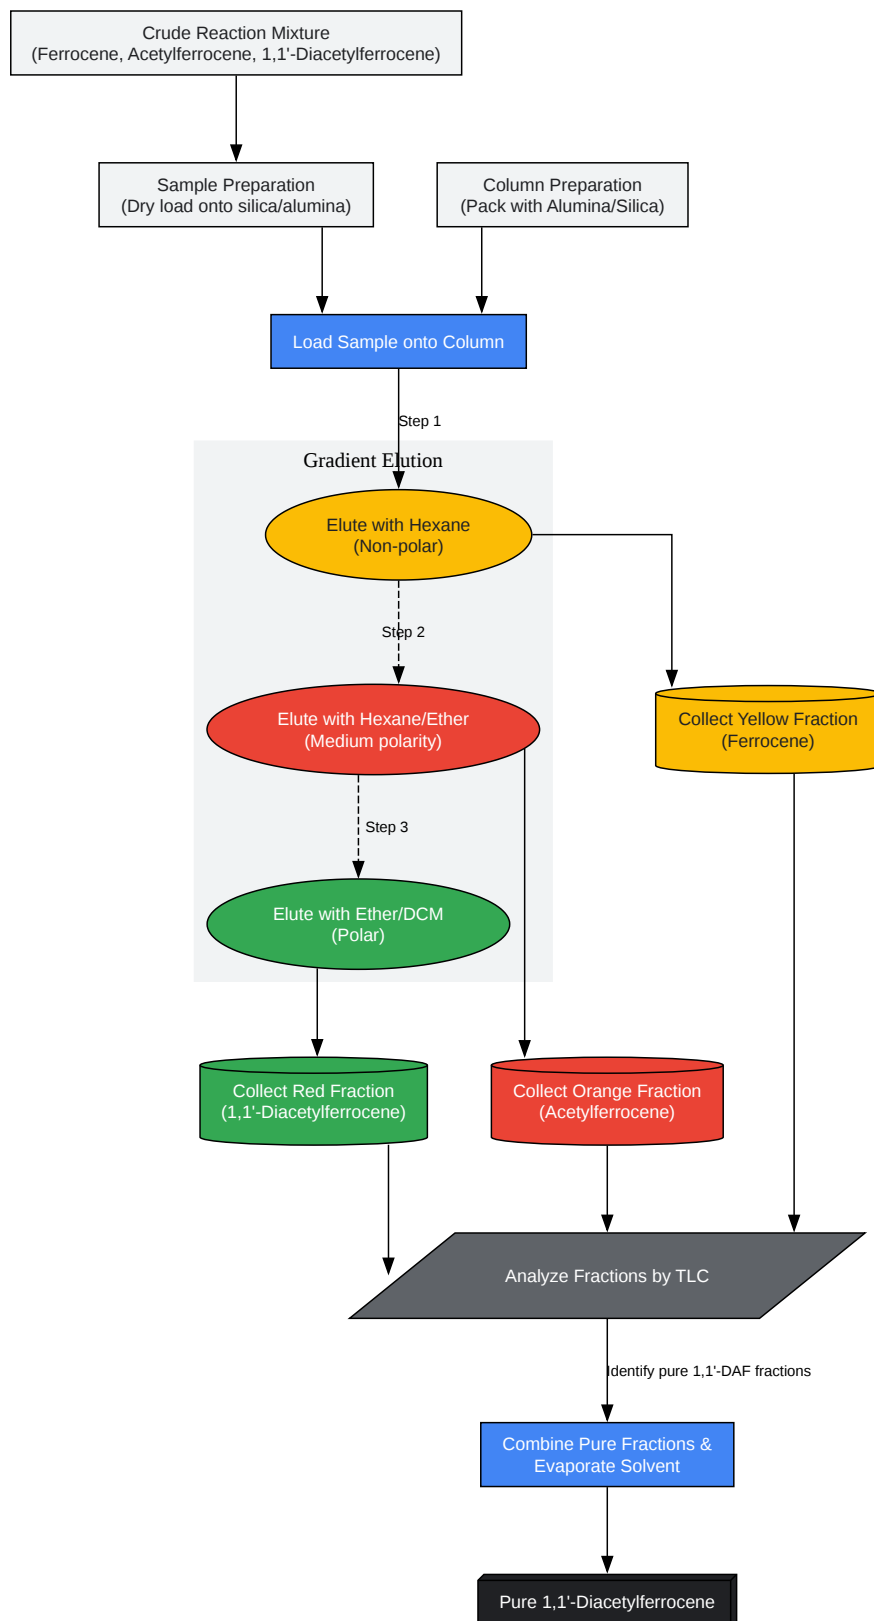 Crude Reaction Mixture
(Ferrocene, Acetylferrocene, 1,1'-Diacetylferrocene)
Sample Preparation
(Dry load onto silica/alumina)
Column Preparation
(Pack with Alumina/Silica)
Load Sample onto Column
Step 1
Gradient Elution
Elute with Hexane
(Non-polar)
Step 2
Elute with Hexane/Ether
(Medium polarity)
Collect Yellow Fraction
(Ferrocene)
Step 3
Elute with Ether/DCM
(Polar)
Collect Red Fraction
(1,1'-Diacetylferrocene)
Collect Orange Fraction
(Acetylferrocene)
Analyze Fractions by TLC
Identify pure 1,1'-DAF fractions
Combine Pure Fractions &
Evaporate Solvent
Pure 1,1'-Diacetylferrocene